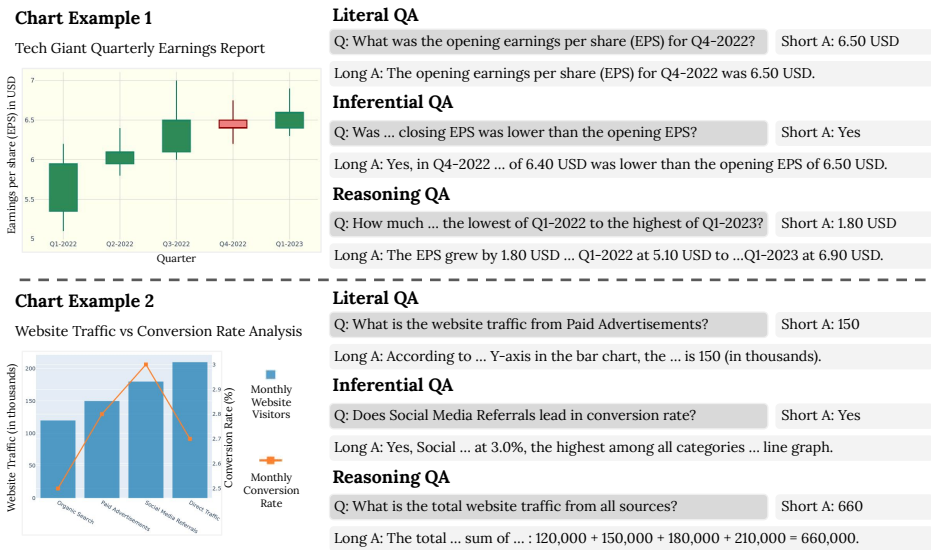 Chart Example 1
Tech Giant Quarterly Earnings Report
Earnings per share (EPS) in USD
7
6.5
6
5.5
5
Q1-2022
Q2-2022
Q3-2022
Q4-2022
Q1-2023
Quarter
Literal QA
Q: What was the opening earnings per share (EPS) for Q4-2022?
Short A: 6.50 USD
Long A: The opening earnings per share (EPS) for Q4-2022 was 6.50 USD.
Inferential QA
Q: Was ... closing EPS was lower than the opening EPS?
Short A: Yes
Long A: Yes, in Q4-2022 ... of 6.40 USD was lower than the opening EPS of 6.50 USD.
Reasoning QA
Q: How much ... the lowest of Q1-2022 to the highest of Q1-2023?
Short A: 1.80 USD
Long A: The EPS grew by 1.80 USD ... Q1-2022 at 5.10 USD to ...Q1-2023 at 6.90 USD.
Chart Example 2
Website Traffic vs Conversion Rate Analysis
Website Traffic (in thousands)
200
150
100
50
0
3
2.9
2.8
2.7
2.6
2.5
Conversion Rate (%)
Organic Search
Paid Advertisements
Social Media Referrals
Direct Traffic
Monthly
Website
Visitors
Monthly
Conversion
Rate
Literal QA
Q: What is the website traffic from Paid Advertisements?
Short A: 150
Long A: According to ... Y-axis in the bar chart, the ... is 150 (in thousands).
Inferential QA
Q: Does Social Media Referrals lead in conversion rate?
Short A: Yes
Long A: Yes, Social ... at 3.0%, the highest among all categories ... line graph.
Reasoning QA
Q: What is the total website traffic from all sources?
Short A: 660
Long A: The total ... sum of ... : 120,000 + 150,000 + 180,000 + 210,000 = 660,000.